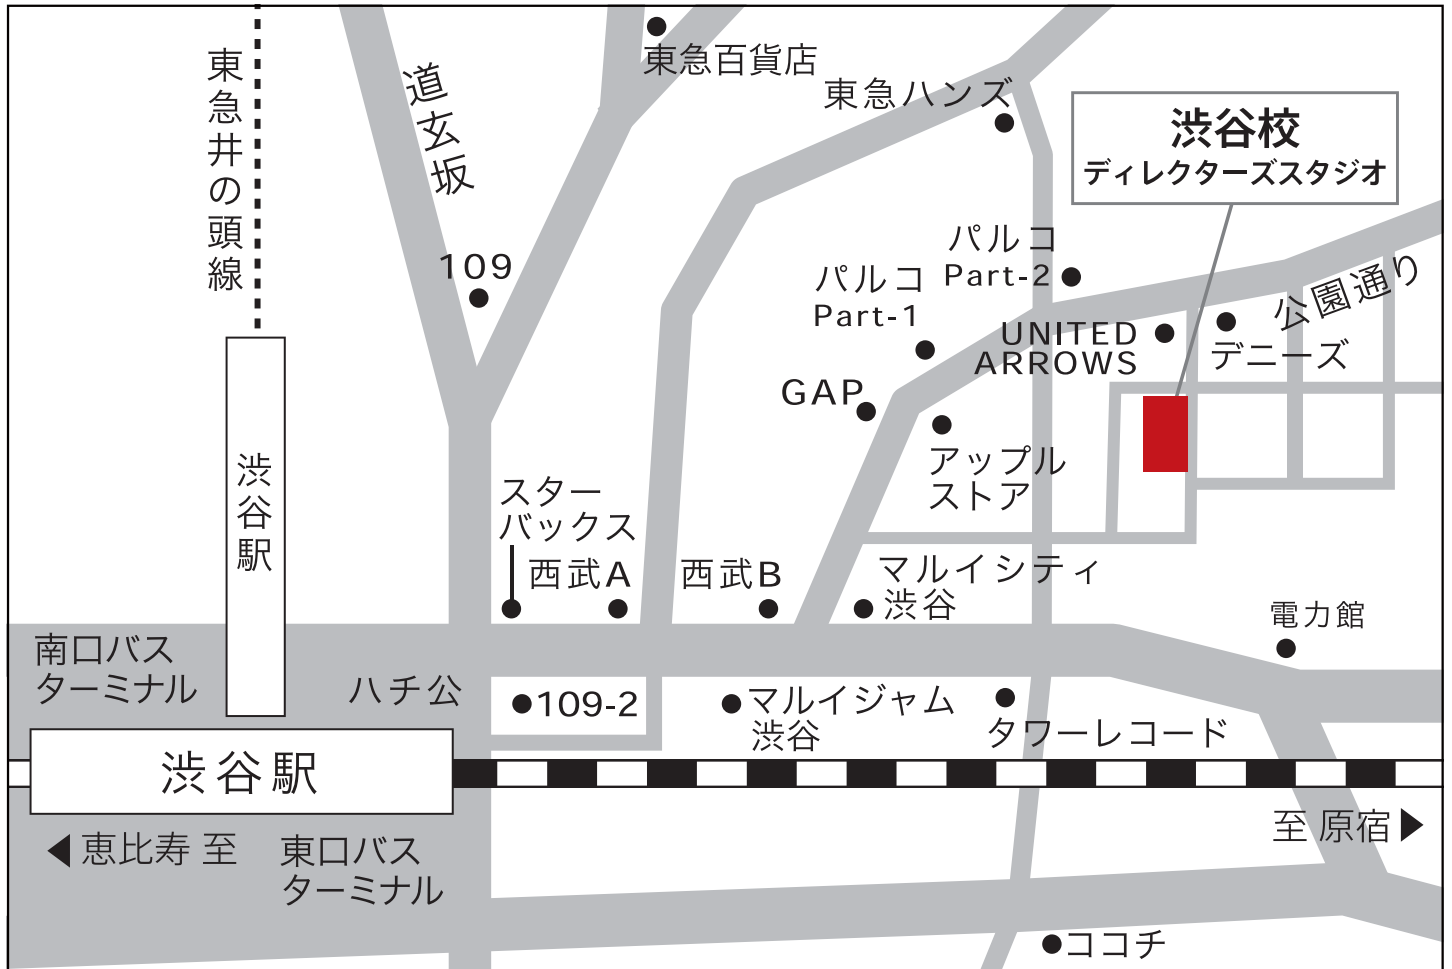 東急井の頭線
道玄坂
東急百貨店
東急ハンズ
渋谷校
ディレクターズスタジオ
109
パルコ
Part-2
パルコ
Part-1
公園通り
UNITED
ARROWS
デニーズ
GAP
アップル
ストア
渋谷駅
スター
バックス
西武A
西武B
マルイシティ
渋谷
電力館
南口バス
ターミナル
ハチ公
109-2
マルイジャム
渋谷
タワーレコード
渋谷駅
恵比寿 至
東口バス
ターミナル
至 原宿
ココチ